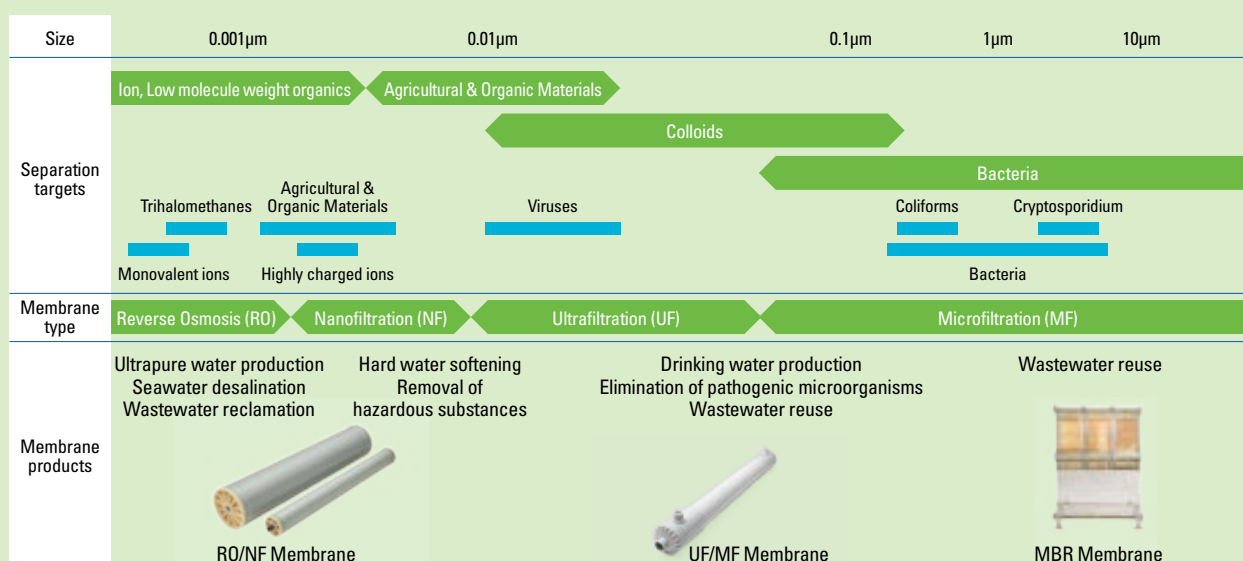 Size
0.001µm
0.01µm
0.1µm
1µm
10µm
Separation
targets
Ion, Low molecule weight organics
Agricultural & Organic Materials
Colloids
Bacteria
Trihalomethanes
Agricultural &
Organic Materials
Viruses
Coliforms
Cryptosporidium
Monovalent ions
Highly charged ions
Bacteria
Membrane
type
Reverse Osmosis (RO)
Nanofiltration (NF)
Ultrafiltration (UF)
Microfiltration (MF)
Membrane
products
Ultrapure water production
Seawater desalination
Wastewater reclamation
Hard water softening
Removal of
hazardous substances
Drinking water production
Elimination of pathogenic microorganisms
Wastewater reuse
Wastewater reuse
RO/NF Membrane
UF/MF Membrane
MBR Membrane